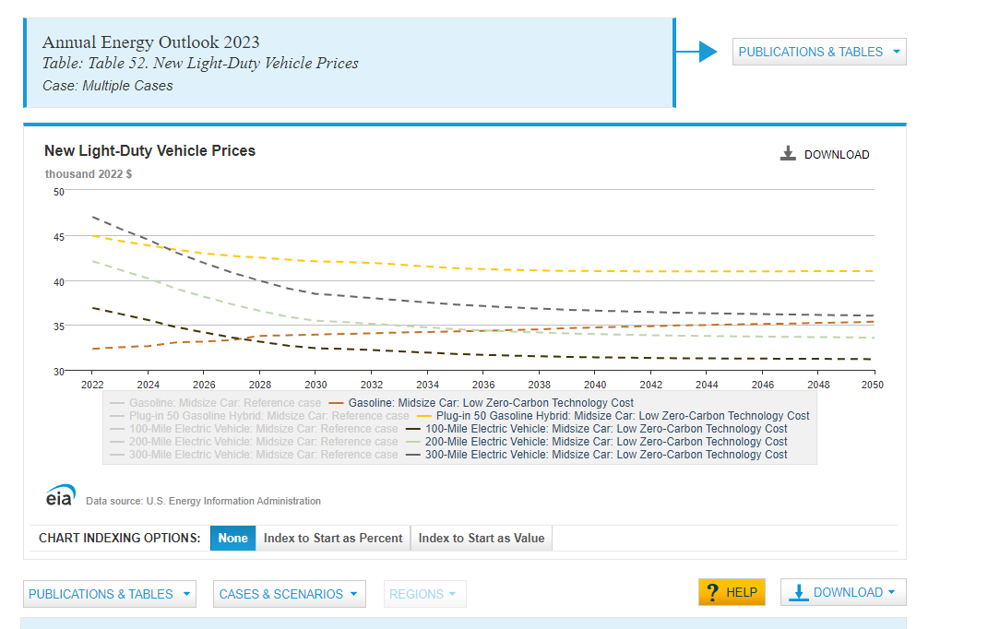 Annual Energy Outlook 2023
Table: Table 52. New Light-Duty Vehicle Prices
Case: Multiple Cases
PUBLICATIONS & TABLES
New Light-Duty Vehicle Prices
DOWNLOAD
thousand 2022 $
50
45
40
35
30
2022 2024 2026 2028 2030 2032 2034 2036 2038 2040 2042 2044 2046 2048 2050
Gasoline: Midsize Car: Reference case Gasoline: Midsize Car: Low Zero-Carbon Technology Cost
Plug-in 50 Gasoline Hybrid: Midsize Car: Reference case Plug-in 50 Gasoline Hybrid: Midsize Car: Low Zero-Carbon Technology Cost
100-Mile Electric Vehicle: Midsize Car: Reference case 100-Mile Electric Vehicle: Midsize Car: Low Zero-Carbon Technology Cost
200-Mile Electric Vehicle: Midsize Car: Reference case 200-Mile Electric Vehicle: Midsize Car: Low Zero-Carbon Technology Cost
300-Mile Electric Vehicle: Midsize Car: Reference case 300-Mile Electric Vehicle: Midsize Car: Low Zero-Carbon Technology Cost
eia Data source: U.S. Energy Information Administration
CHART INDEXING OPTIONS: None Index to Start as Percent Index to Start as Value
PUBLICATIONS & TABLES CASES & SCENARIOS REGIONS ? HELP DOWNLOAD